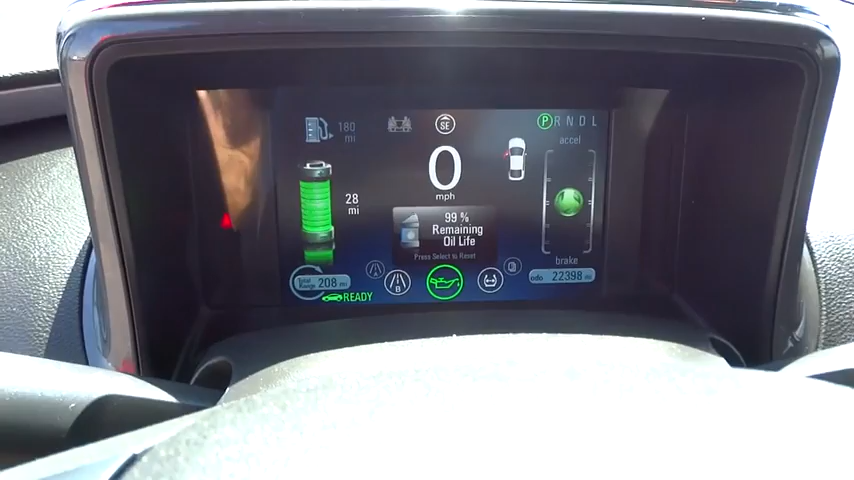 180
mi
SE
P R N D L
accel
0
mph
28
mi
99 %
Remaining
Oil Life
Press Select to Reset
brake
Total
Range 208 mi
B
odo 22398 mi
READY